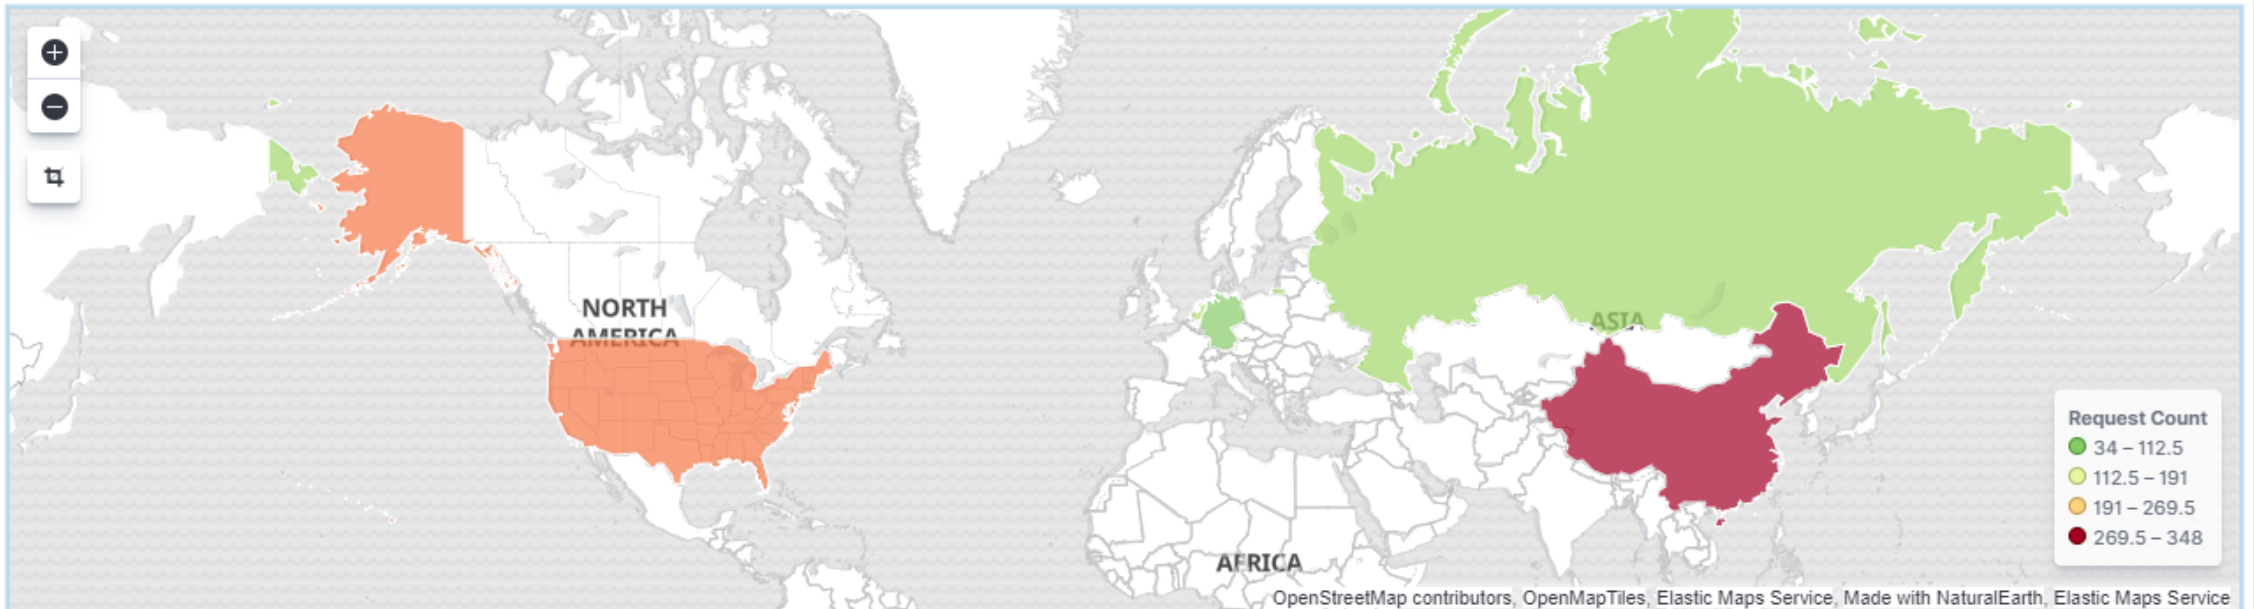 NORTH
AMERICA
ASIA
AFRICA
Request Count
34 – 112.5
112.5 – 191
191 – 269.5
269.5 – 348
OpenStreetMap contributors, OpenMapTiles, Elastic Maps Service, Made with NaturalEarth, Elastic Maps Service